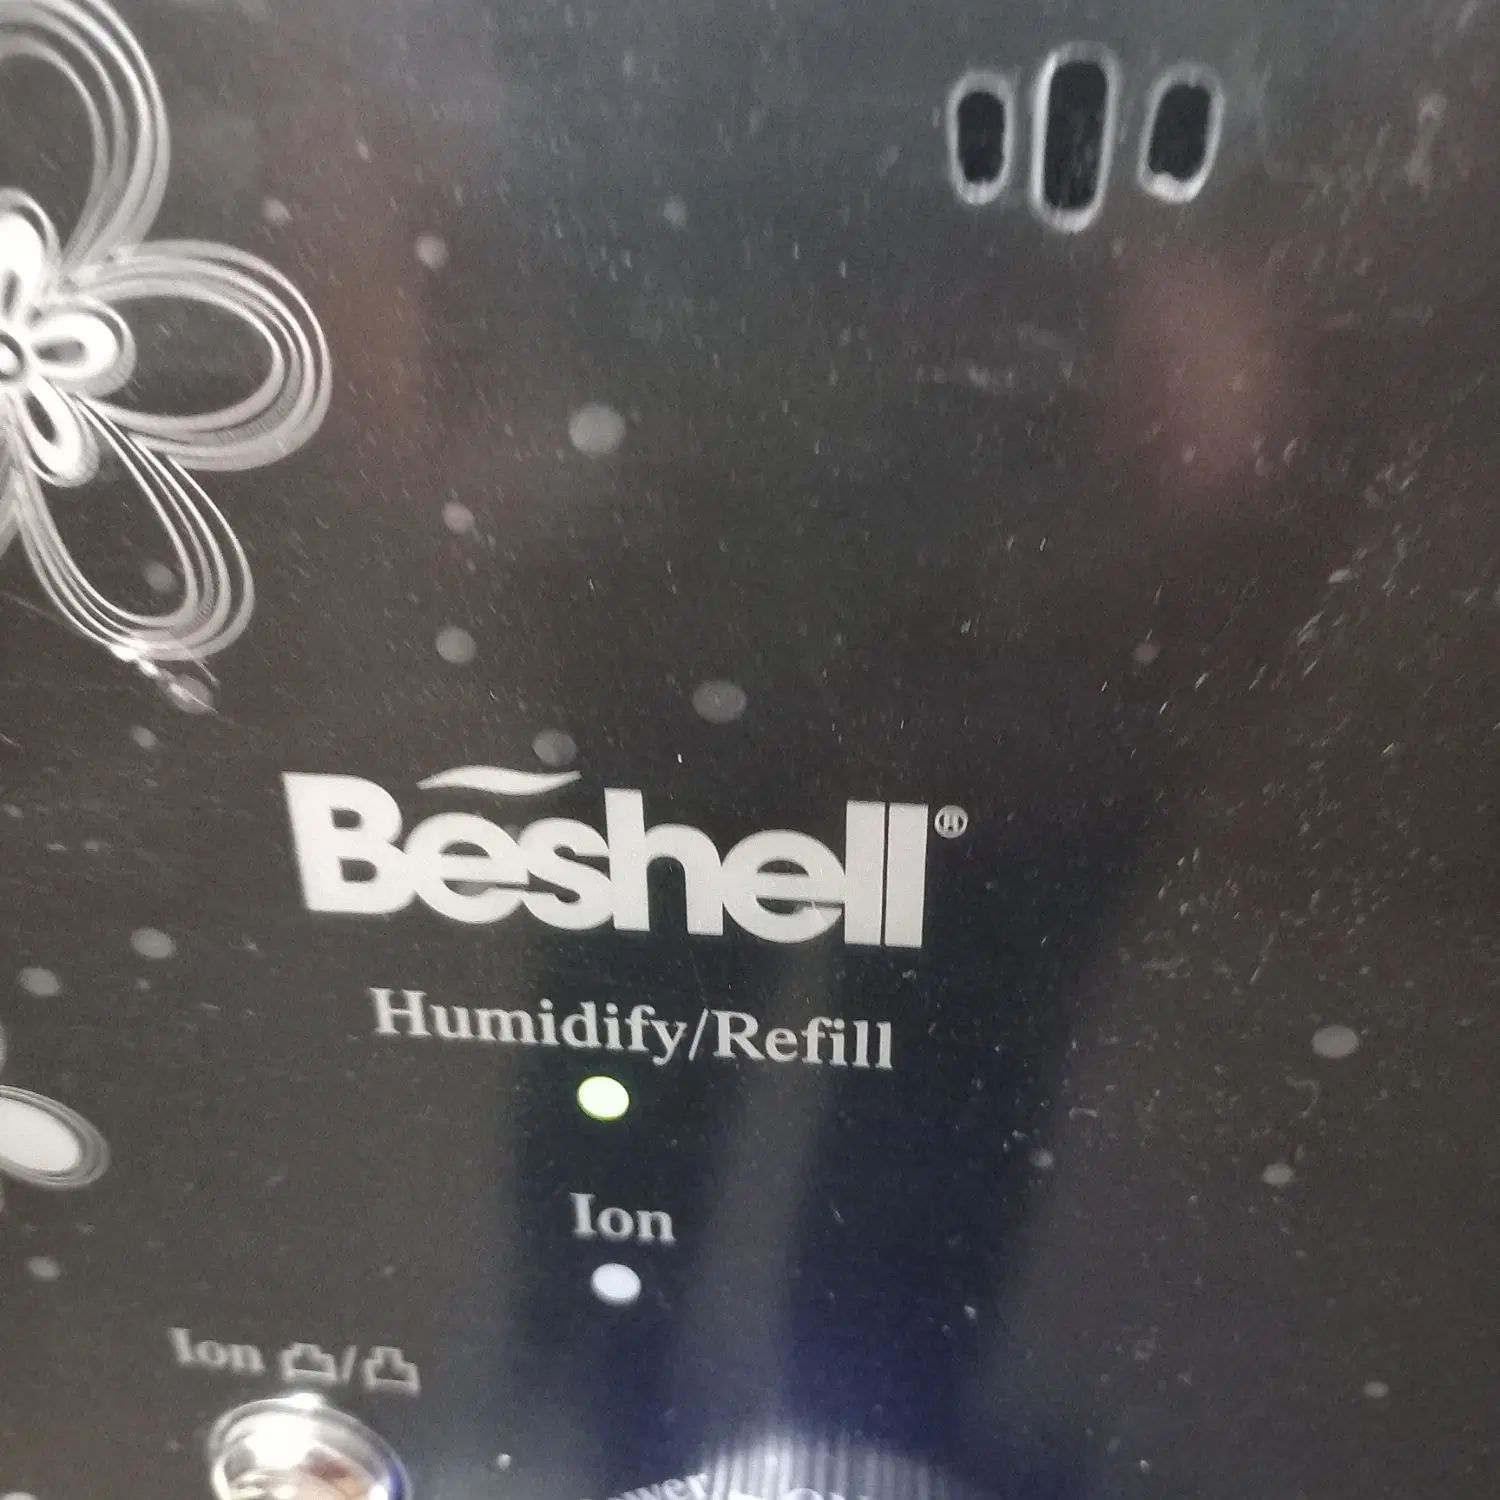 Beshell®
Humidify/Refill
Ion
Ion /